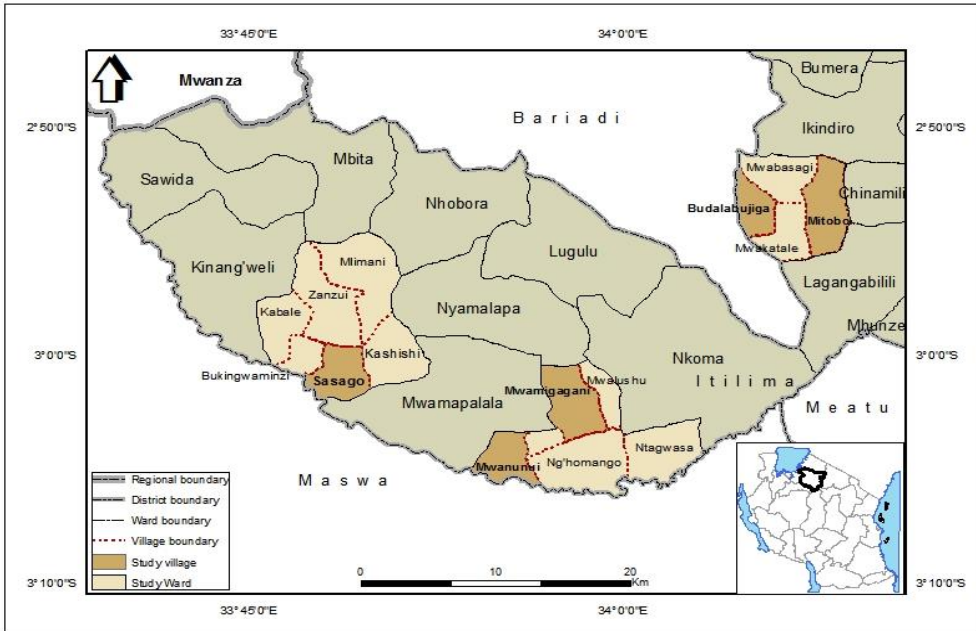 33°45'0"E 34°0'0"E
Mwanza
Bumera
Bariadi
2°50'0"S 2°50'0"S
Ikindiro
Mbita
Mwabasagi
Sawida
Chinamili
Nhobora
Budalabujiga
Mitobo
Mwakatale
Lugulu
Mlimani
Kinang'weli
Lagangabilili
Zanzui
Nyamalapa
Kabale
Mhunze
3°0'0"S 3°0'0"S
Kashishi
Nkoma
Bukingwaminzi
Sasago
Mwalushu
Itilima
Mwamigagani
Mwamapalala
Meatu
Ntagwasa
Mwanunui
Ng'homango
Maswa
Regional boundary
District boundary
Ward boundary
Village boundary
Study village
Study Ward
0 10 20
Km
3°10'0"S 3°10'0"S
33°45'0"E 34°0'0"E